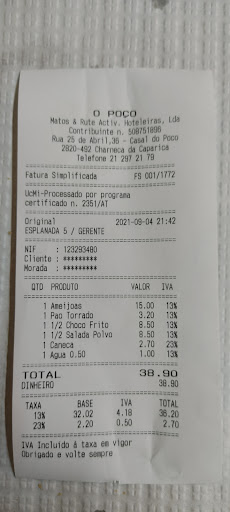 O POÇO
Matos & Rute Activ. Hoteleiras, Lda
Contribuinte n. 508751896
Rua 25 de Abril,36 - Casal do Poco
2820-492 Charneca da Caparica
Telefone 21 297 21 79
Fatura Simplificada FS 001/1772
UcMi-Processado por programa
certificado n. 2351/AT
Original 2021-09-04 21:42
ESPLANADA 5 / GERENTE
NIF : 123293480
Cliente : *********
Morada : *********
QTD PRODUTO VALOR IVA
1 Ameijoas 15.00 13%
1 Pao Torrado 3.20 13%
1 1/2 Choco Frito 8.50 13%
1 1/2 Salada Polvo 8.50 13%
1 Caneca 2.70 23%
1 Agua 0.50 1.00 13%
TOTAL 38.90
DINHEIRO 38.90
TAXA BASE IVA TOTAL
13% 32.02 4.18 36.20
23% 2.20 0.50 2.70
IVA Incluido á taxa em vigor
Obrigado e volte sempre